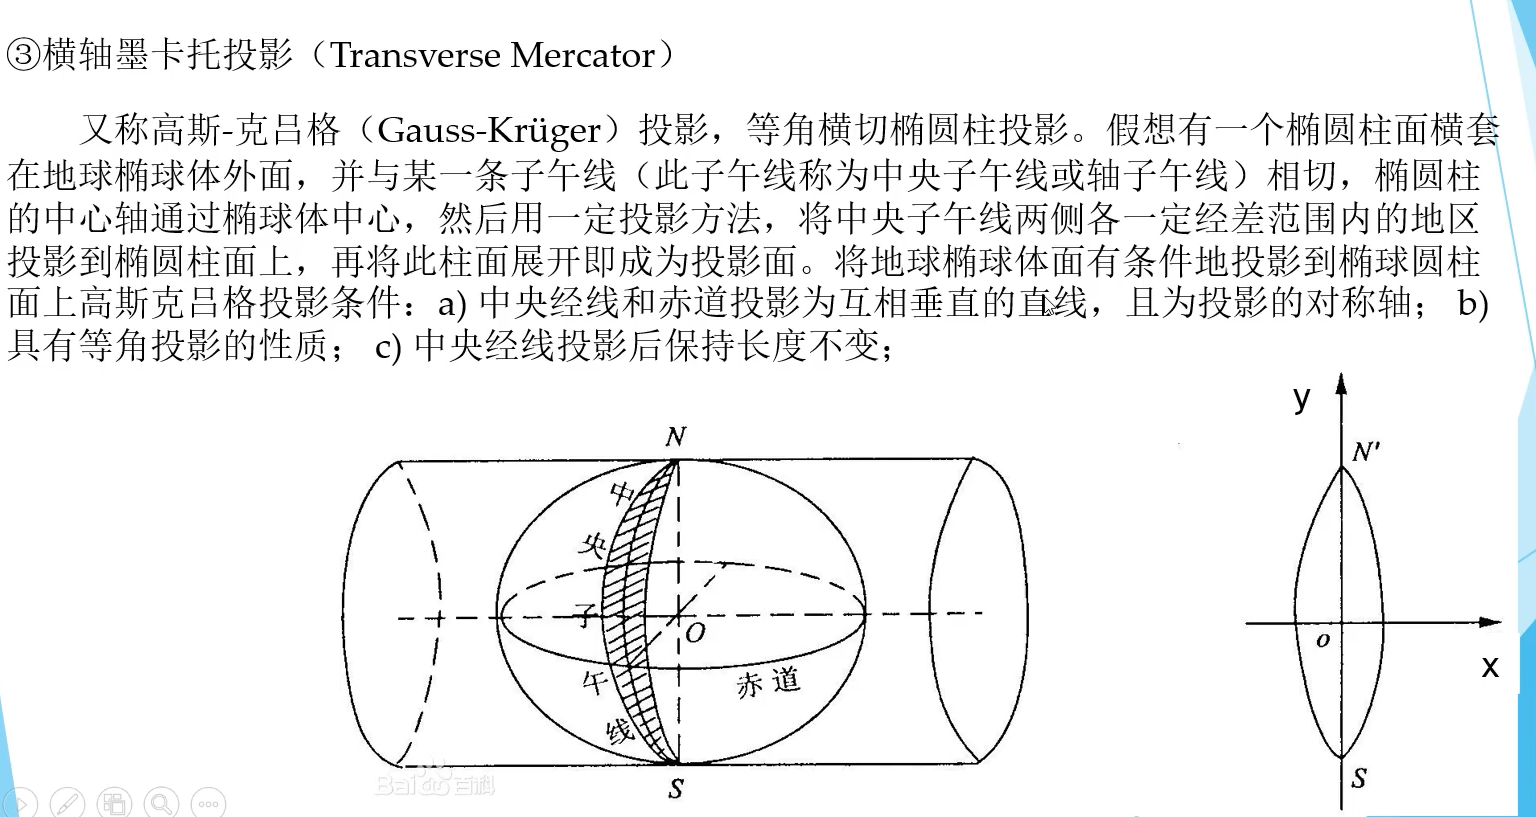 ③横轴墨卡托投影（Transverse Mercator）
又称高斯-克吕格（Gauss-Krüger）投影，等角横切椭圆柱投影。假想有一个椭圆柱面横套
在地球椭球体外面，并与某一条子午线（此子午线称为中央子午线或轴子午线）相切，椭圆柱
的中心轴通过椭球体中心，然后用一定投影方法，将中央子午线两侧各一定经差范围内的地区
投影到椭圆柱面上，再将此柱面展开即成为投影面。将地球椭球体面有条件地投影到椭球圆柱
面上高斯克吕格投影条件：a) 中央经线和赤道投影为互相垂直的直线，且为投影的对称轴； b)
具有等角投影的性质； c) 中央经线投影后保持长度不变；
N
中央子午线
O
赤道
S
y
N'
o
x
S
Baidu百科